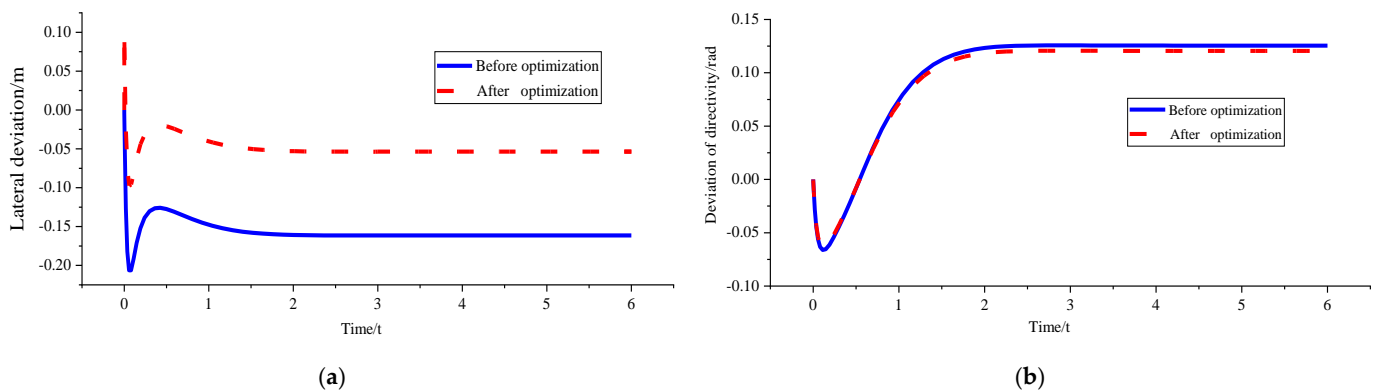 0.10
0.05
0.00
-0.05
-0.10
-0.15
-0.20
Lateral deviation/m
Before optimization
After optimization
0 1 2 3 4 5 6
Time/t
(a)
0.15
0.10
0.05
0.00
-0.05
-0.10
Deviation of directivity/rad
Before optimization
After optimization
0 1 2 3 4 5 6
Time/t
(b)